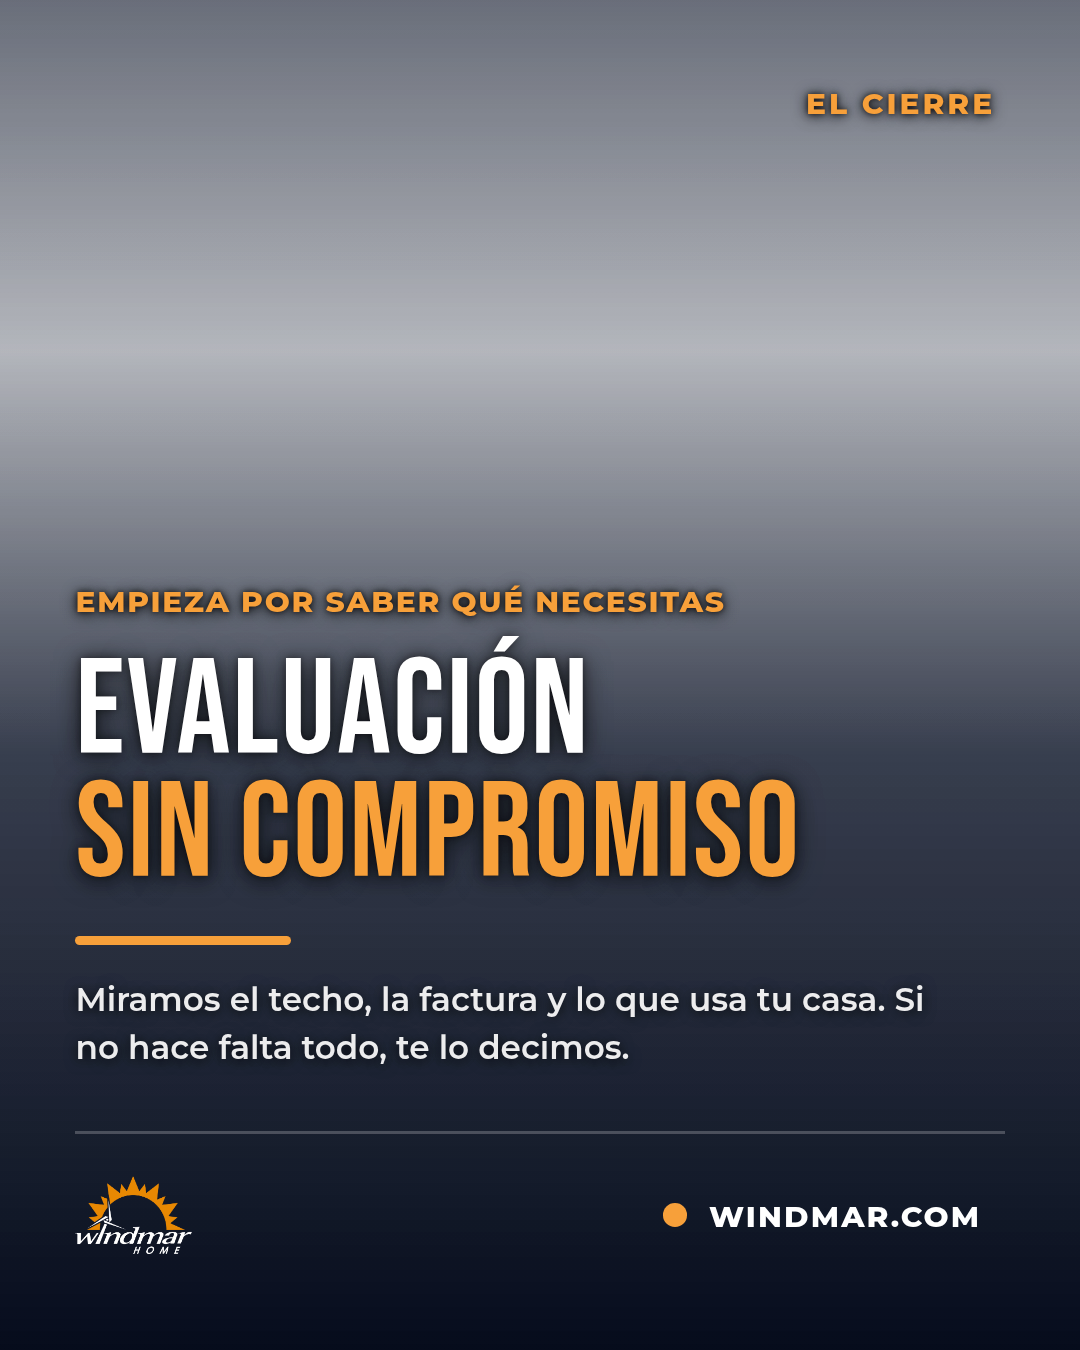 EL CIERRE
EMPIEZA POR SABER QUÉ NECESITAS
EVALUACIÓN
SIN COMPROMISO
Miramos el techo, la factura y lo que usa tu casa. Si
no hace falta todo, te lo decimos.
windmar
HOME
WINDMAR.COM